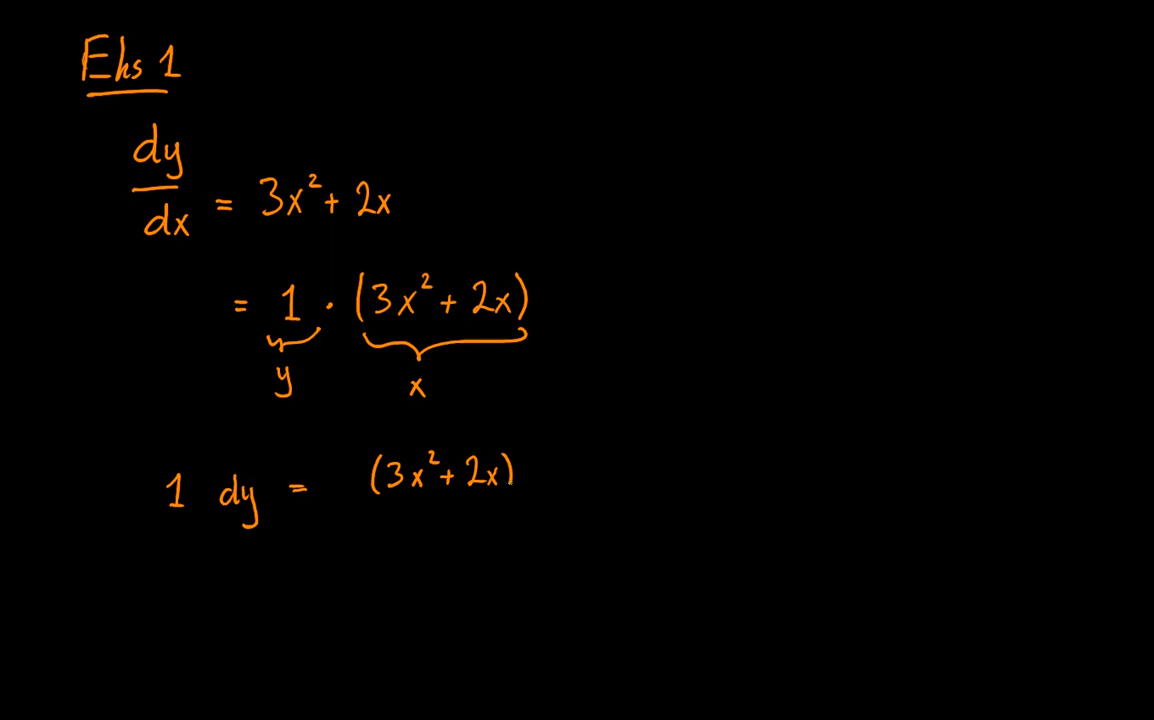 Eks 1
dy/dx = 3x² + 2x
= 1 · (3x² + 2x)
y x
1 dy = (3x² + 2x)